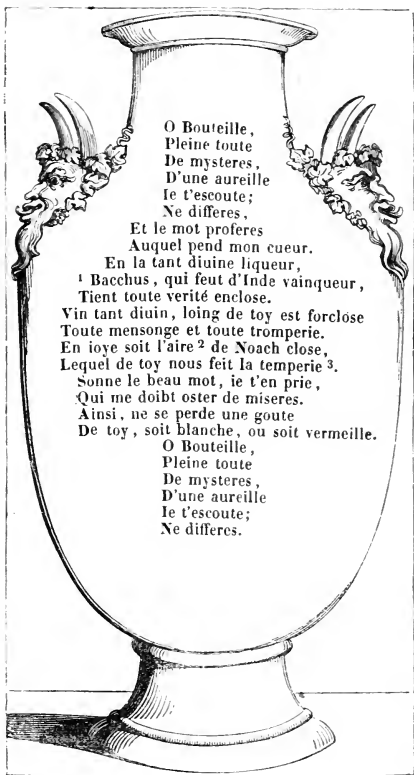 O Bouteille,
Pleine toute
De mysteres,
D'une aureille
Ie t'escoute;
Ne differes,
Et le mot proferes
Auquel pend mon cueur.
En la tant diuine liqueur,
¹ Bacchus, qui feut d'Inde vainqueur,
Tient toute verité enclose.
Vin tant diuin, loing de toy est forclose
Toute mensonge et toute tromperie.
En ioye soit l'aire ² de Noach close,
Lequel de toy nous feit la temperie ³.
Sonne le beau mot, ie t'en prie,
Qui me doibt oster de miseres.
Ainsi, ne se perde une goute
De toy, soit blanche, ou soit vermeille.
O Bouteille,
Pleine toute
De mysteres,
D'une aureille
Ie t'escoute;
Ne differes.